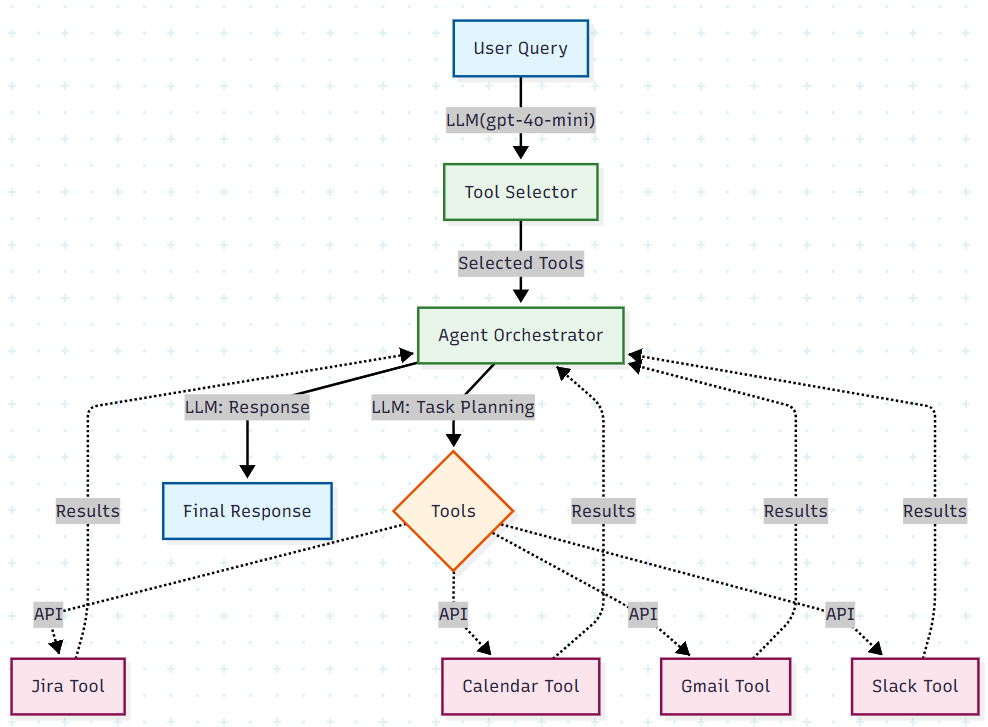 User Query
LLM(gpt-4o-mini)
Tool Selector
Selected Tools
Agent Orchestrator
LLM: Response
LLM: Task Planning
Results
Final Response
Tools
Results
Results
Results
API
API
API
API
Jira Tool
Calendar Tool
Gmail Tool
Slack Tool